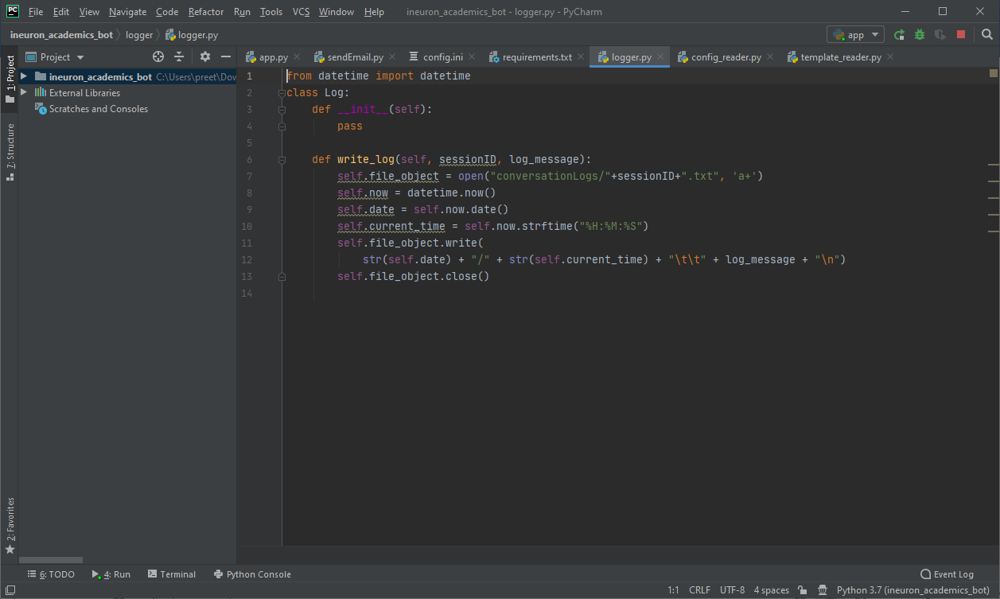 PC File Edit View Navigate Code Refactor Run Tools VCS Window Help ineuron_academics_bot - logger.py - PyCharm
ineuron_academics_bot logger logger.py app
1: Project
Project
app.py sendEmail.py config.ini requirements.txt logger.py config_reader.py template_reader.py
ineuron_academics_bot C:\Users\preet\Dov
External Libraries
Scratches and Consoles
7: Structure
2: Favorites
1 from datetime import datetime
2 class Log:
3     def __init__(self):
4         pass
5
6     def write_log(self, sessionID, log_message):
7         self.file_object = open("conversationLogs/"+sessionID+".txt", 'a+')
8         self.now = datetime.now()
9         self.date = self.now.date()
10         self.current_time = self.now.strftime("%H:%M:%S")
11         self.file_object.write(
12             str(self.date) + "/" + str(self.current_time) + "\t\t" + log_message + "\n")
13         self.file_object.close()
14
6: TODO 4: Run Terminal Python Console Event Log
1:1 CRLF UTF-8 4 spaces Python 3.7 (ineuron_academics_bot)